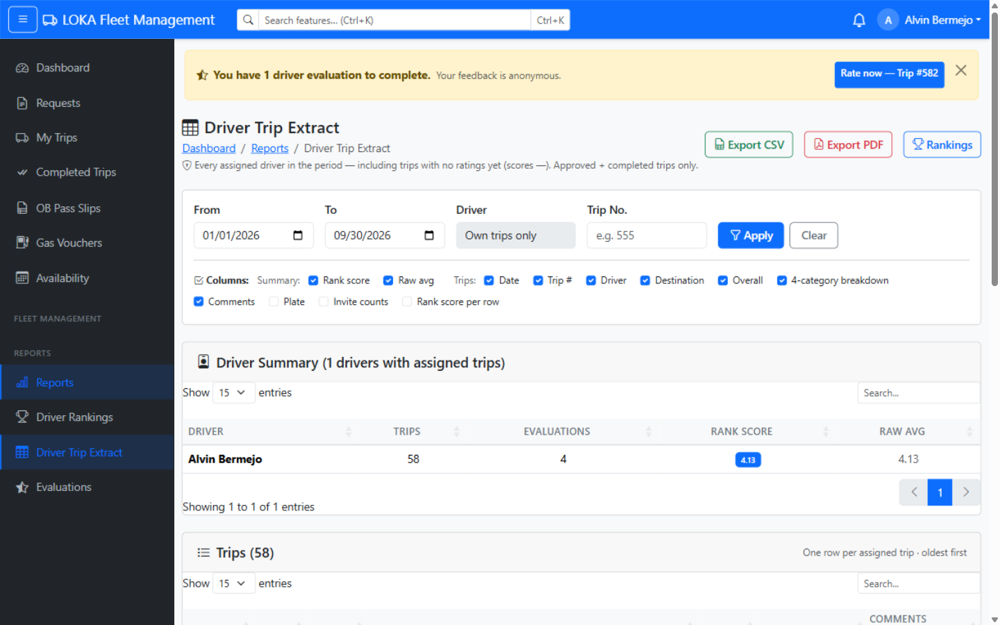 LOKA Fleet Management
Search features... (Ctrl+K)
Ctrl+K
A
Alvin Bermejo
Dashboard
Requests
My Trips
Completed Trips
OB Pass Slips
Gas Vouchers
Availability
FLEET MANAGEMENT
REPORTS
Reports
Driver Rankings
Driver Trip Extract
Evaluations
You have 1 driver evaluation to complete. Your feedback is anonymous.
Rate now — Trip #582
Driver Trip Extract
Dashboard / Reports / Driver Trip Extract
Every assigned driver in the period — including trips with no ratings yet (scores —). Approved + completed trips only.
Export CSV
Export PDF
Rankings
From
To
Driver
Trip No.
01/01/2026
09/30/2026
Own trips only
e.g. 555
Apply
Clear
Columns: Summary: Rank score Raw avg Trips: Date Trip # Driver Destination Overall 4-category breakdown
Comments Plate Invite counts Rank score per row
Driver Summary (1 drivers with assigned trips)
Show 15 entries
Search...
DRIVER TRIPS EVALUATIONS RANK SCORE RAW AVG
Alvin Bermejo 58 4 4.13 4.13
1
Showing 1 to 1 of 1 entries
Trips (58)
One row per assigned trip · oldest first
Show 15 entries
Search...
COMMENTS